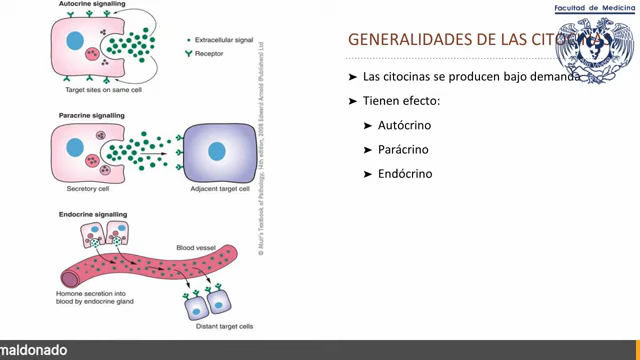 Autocrine signalling
Extracellular signal
Receptor
Target sites on same cell
Paracrine signalling
Secretory cell
Adjacent target cell
Endocrine signalling
Blood vessel
Homone secretion into
blood by endocrine gland
Distant target cells
© Muir's Textbook of Pathology, 14th edition, 2008 Edward Arnold (Publishers) Ltd
Facultad de Medicina
GENERALIDADES DE LAS CITOCINAS
➤ Las citocinas se producen bajo demanda
➤ Tienen efecto:
➤ Autócrino
➤ Parácrino
➤ Endócrino
maldonado